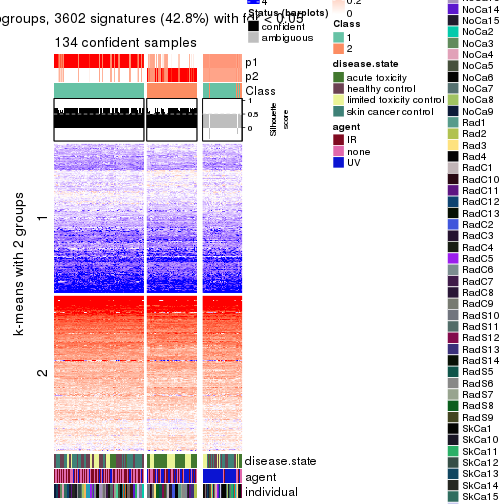 groups, 3602 signatures (42.8%) with fdr < 0.05
134 confident samples
p1
p2
Class
1
0.5
0
Silhouette
score
k-means with 2 groups
1
2
disease.state
agent
individual
4
Status (barplots)
confident
ambiguous
0.2
Class
1
2
disease.state
acute toxicity
healthy control
limited toxicity control
skin cancer control
agent
IR
none
UV
NoCa14
NoCa15
NoCa2
NoCa3
NoCa4
NoCa5
NoCa6
NoCa7
NoCa8
NoCa9
Rad1
Rad2
Rad3
Rad4
RadC1
RadC10
RadC11
RadC12
RadC13
RadC2
RadC3
RadC4
RadC5
RadC6
RadC7
RadC8
RadC9
RadS10
RadS11
RadS12
RadS13
RadS14
RadS5
RadS6
RadS7
RadS8
RadS9
SkCa1
SkCa10
SkCa11
SkCa12
SkCa13
SkCa14
SkCa15